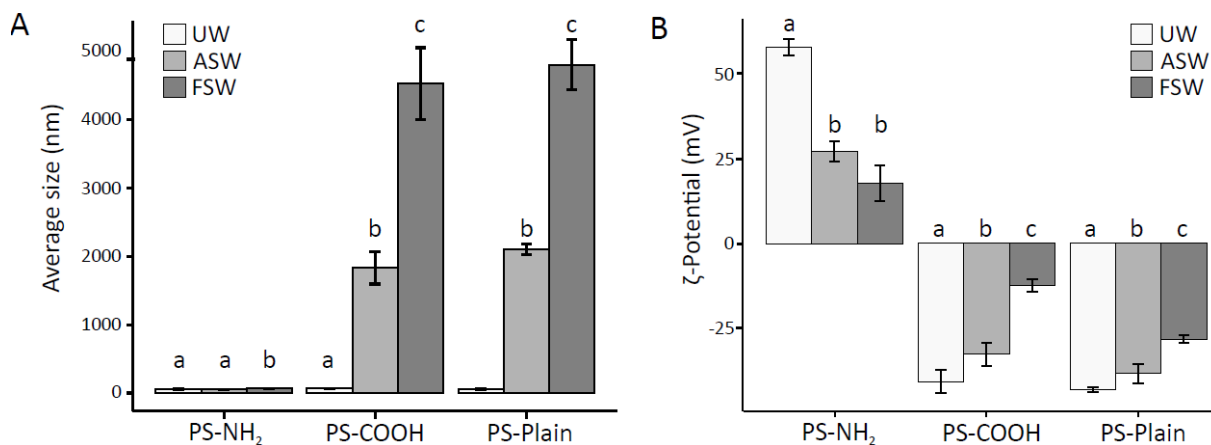 A
UW
ASW
FSW
Average size (nm)
5000
4000
3000
2000
1000
0
a a b a b c b c
PS-NH₂ PS-COOH PS-Plain
B
UW
ASW
FSW
ζ-Potential (mV)
50
25
0
-25
a b b a b c a b c
PS-NH₂ PS-COOH PS-Plain